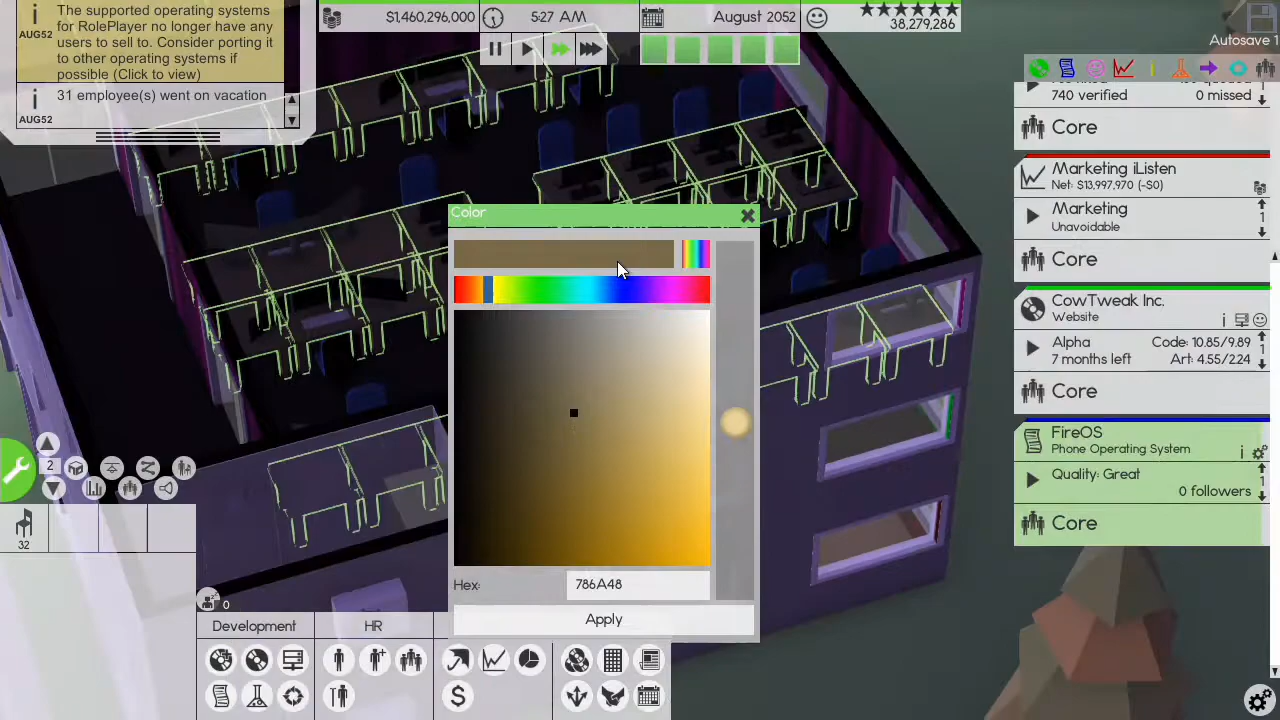 The supported operating systems
for RolePlayer no longer have any
users to sell to. Consider porting it
to other operating systems if
possible (Click to view)
AUG52
31 employee(s) went on vacation
AUG52
$1,460,296,000
5:27 AM
August 2052
38,279,286
Autosave 1
740 verified
0 missed
Core
Marketing iListen
Net: $13,997,970 (-$0)
Marketing
Unavoidable
1
Core
CowTweak Inc.
Website
Alpha
Code: 10.85/9.89
7 months left
Art: 4.55/2.24
1
Core
FireOS
Phone Operating System
Quality: Great
0 followers
1
Core
Color
Hex:
786A48
Apply
2
32
0
Development
HR